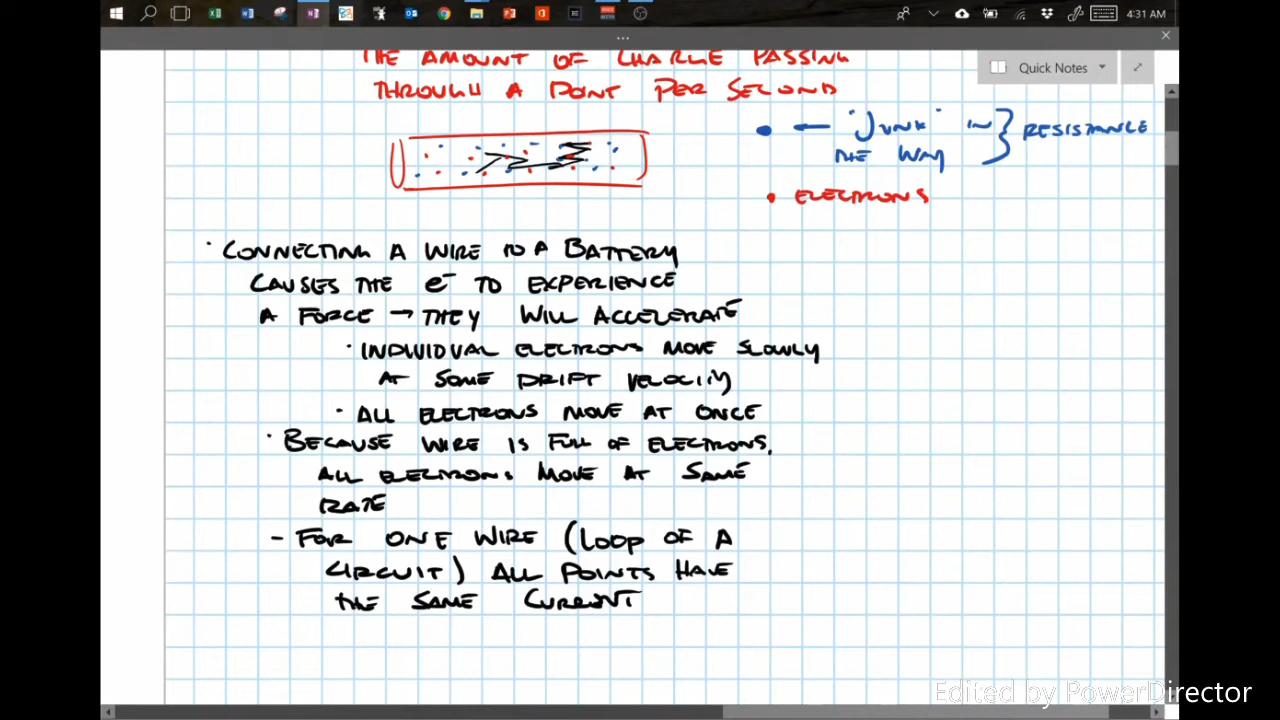 4:31 AM
...
Quick Notes
THE AMOUNT OF CHARGE PASSING
THROUGH A POINT PER SECOND
• ← "JUNK" IN
THE WAY
} RESISTANCE
• ELECTRONS
· CONNECTING A WIRE TO A BATTERY
CAUSES THE e⁻ TO EXPERIENCE
A FORCE → THEY WILL ACCELERATE
· INDIVIDUAL ELECTRONS MOVE SLOWLY
AT SOME DRIFT VELOCITY
· ALL ELECTRONS MOVE AT ONCE
· BECAUSE WIRE IS FULL OF ELECTRONS,
ALL ELECTRONS MOVE AT SAME
RATE
- FOR ONE WIRE (LOOP OF A
CIRCUIT) ALL POINTS HAVE
THE SAME CURRENT
Edited by PowerDirector